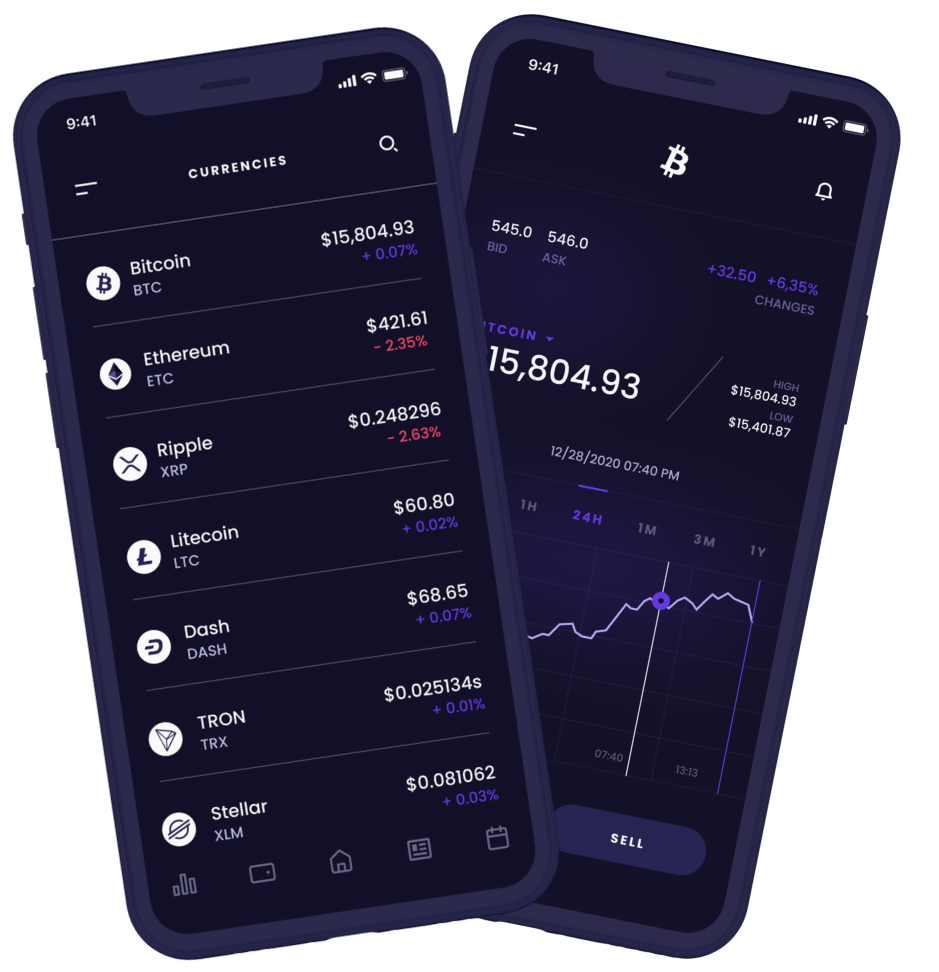 9:41
CURRENCIES
Bitcoin $15,804.93
BTC + 0.07%
Ethereum $421.61
ETC - 2.35%
Ripple $0.248296
XRP - 2.63%
Litecoin $60.80
LTC + 0.02%
Dash $68.65
DASH + 0.07%
TRON $0.025134s
TRX + 0.01%
Stellar $0.081062
XLM + 0.03%
9:41
545.0 546.0
BID ASK
+32.50 +6,35%
CHANGES
ITCOIN
15,804.93
HIGH
$15,804.93
LOW
$15,401.87
12/28/2020 07:40 PM
1H 24H 1M 3M 1Y
07:40 13:13
SELL